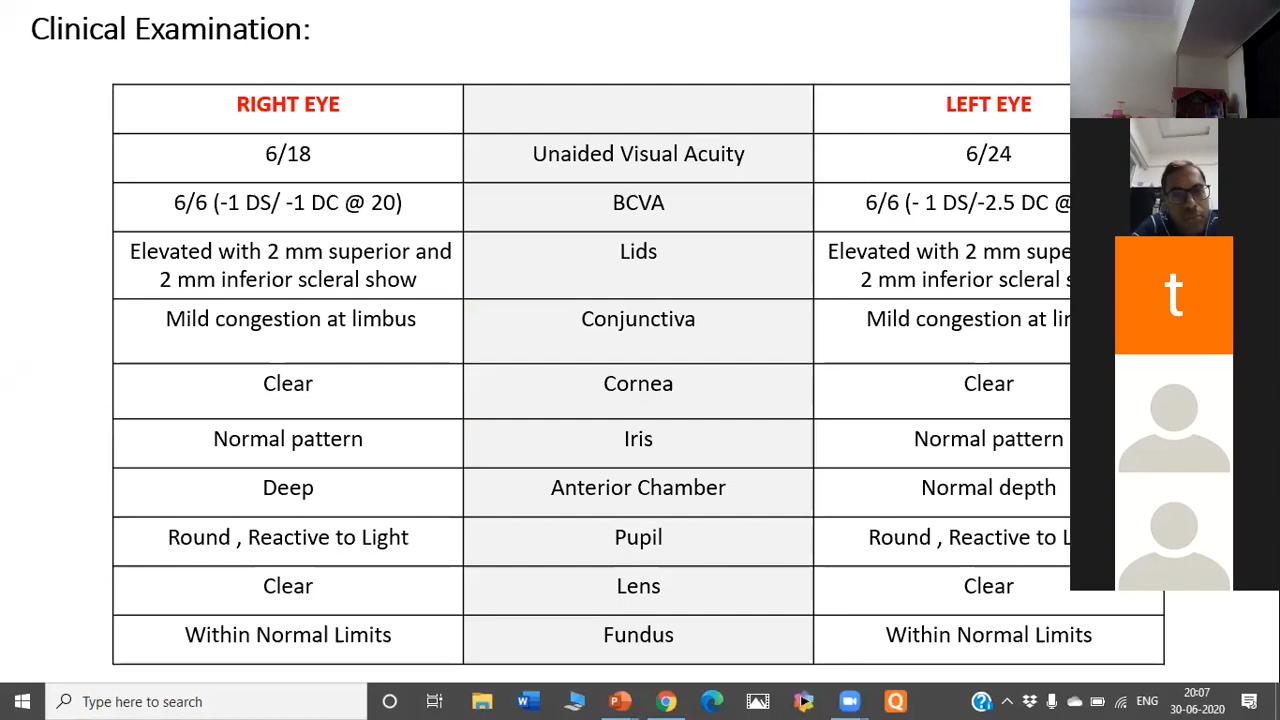 Clinical Examination:
RIGHT EYE LEFT EYE
6/18 Unaided Visual Acuity 6/24
6/6 (-1 DS/ -1 DC @ 20) BCVA 6/6 (- 1 DS/-2.5 DC @
Elevated with 2 mm superior and
2 mm inferior scleral show
Lids
Elevated with 2 mm supe
2 mm inferior scleral
Mild congestion at limbus Conjunctiva Mild congestion at
Clear Cornea Clear
Normal pattern Iris Normal pattern
Deep Anterior Chamber Normal depth
Round , Reactive to Light Pupil Round , Reactive to L
Clear Lens Clear
Within Normal Limits Fundus Within Normal Limits
t
Type here to search
ENG
20:07
30-06-2020